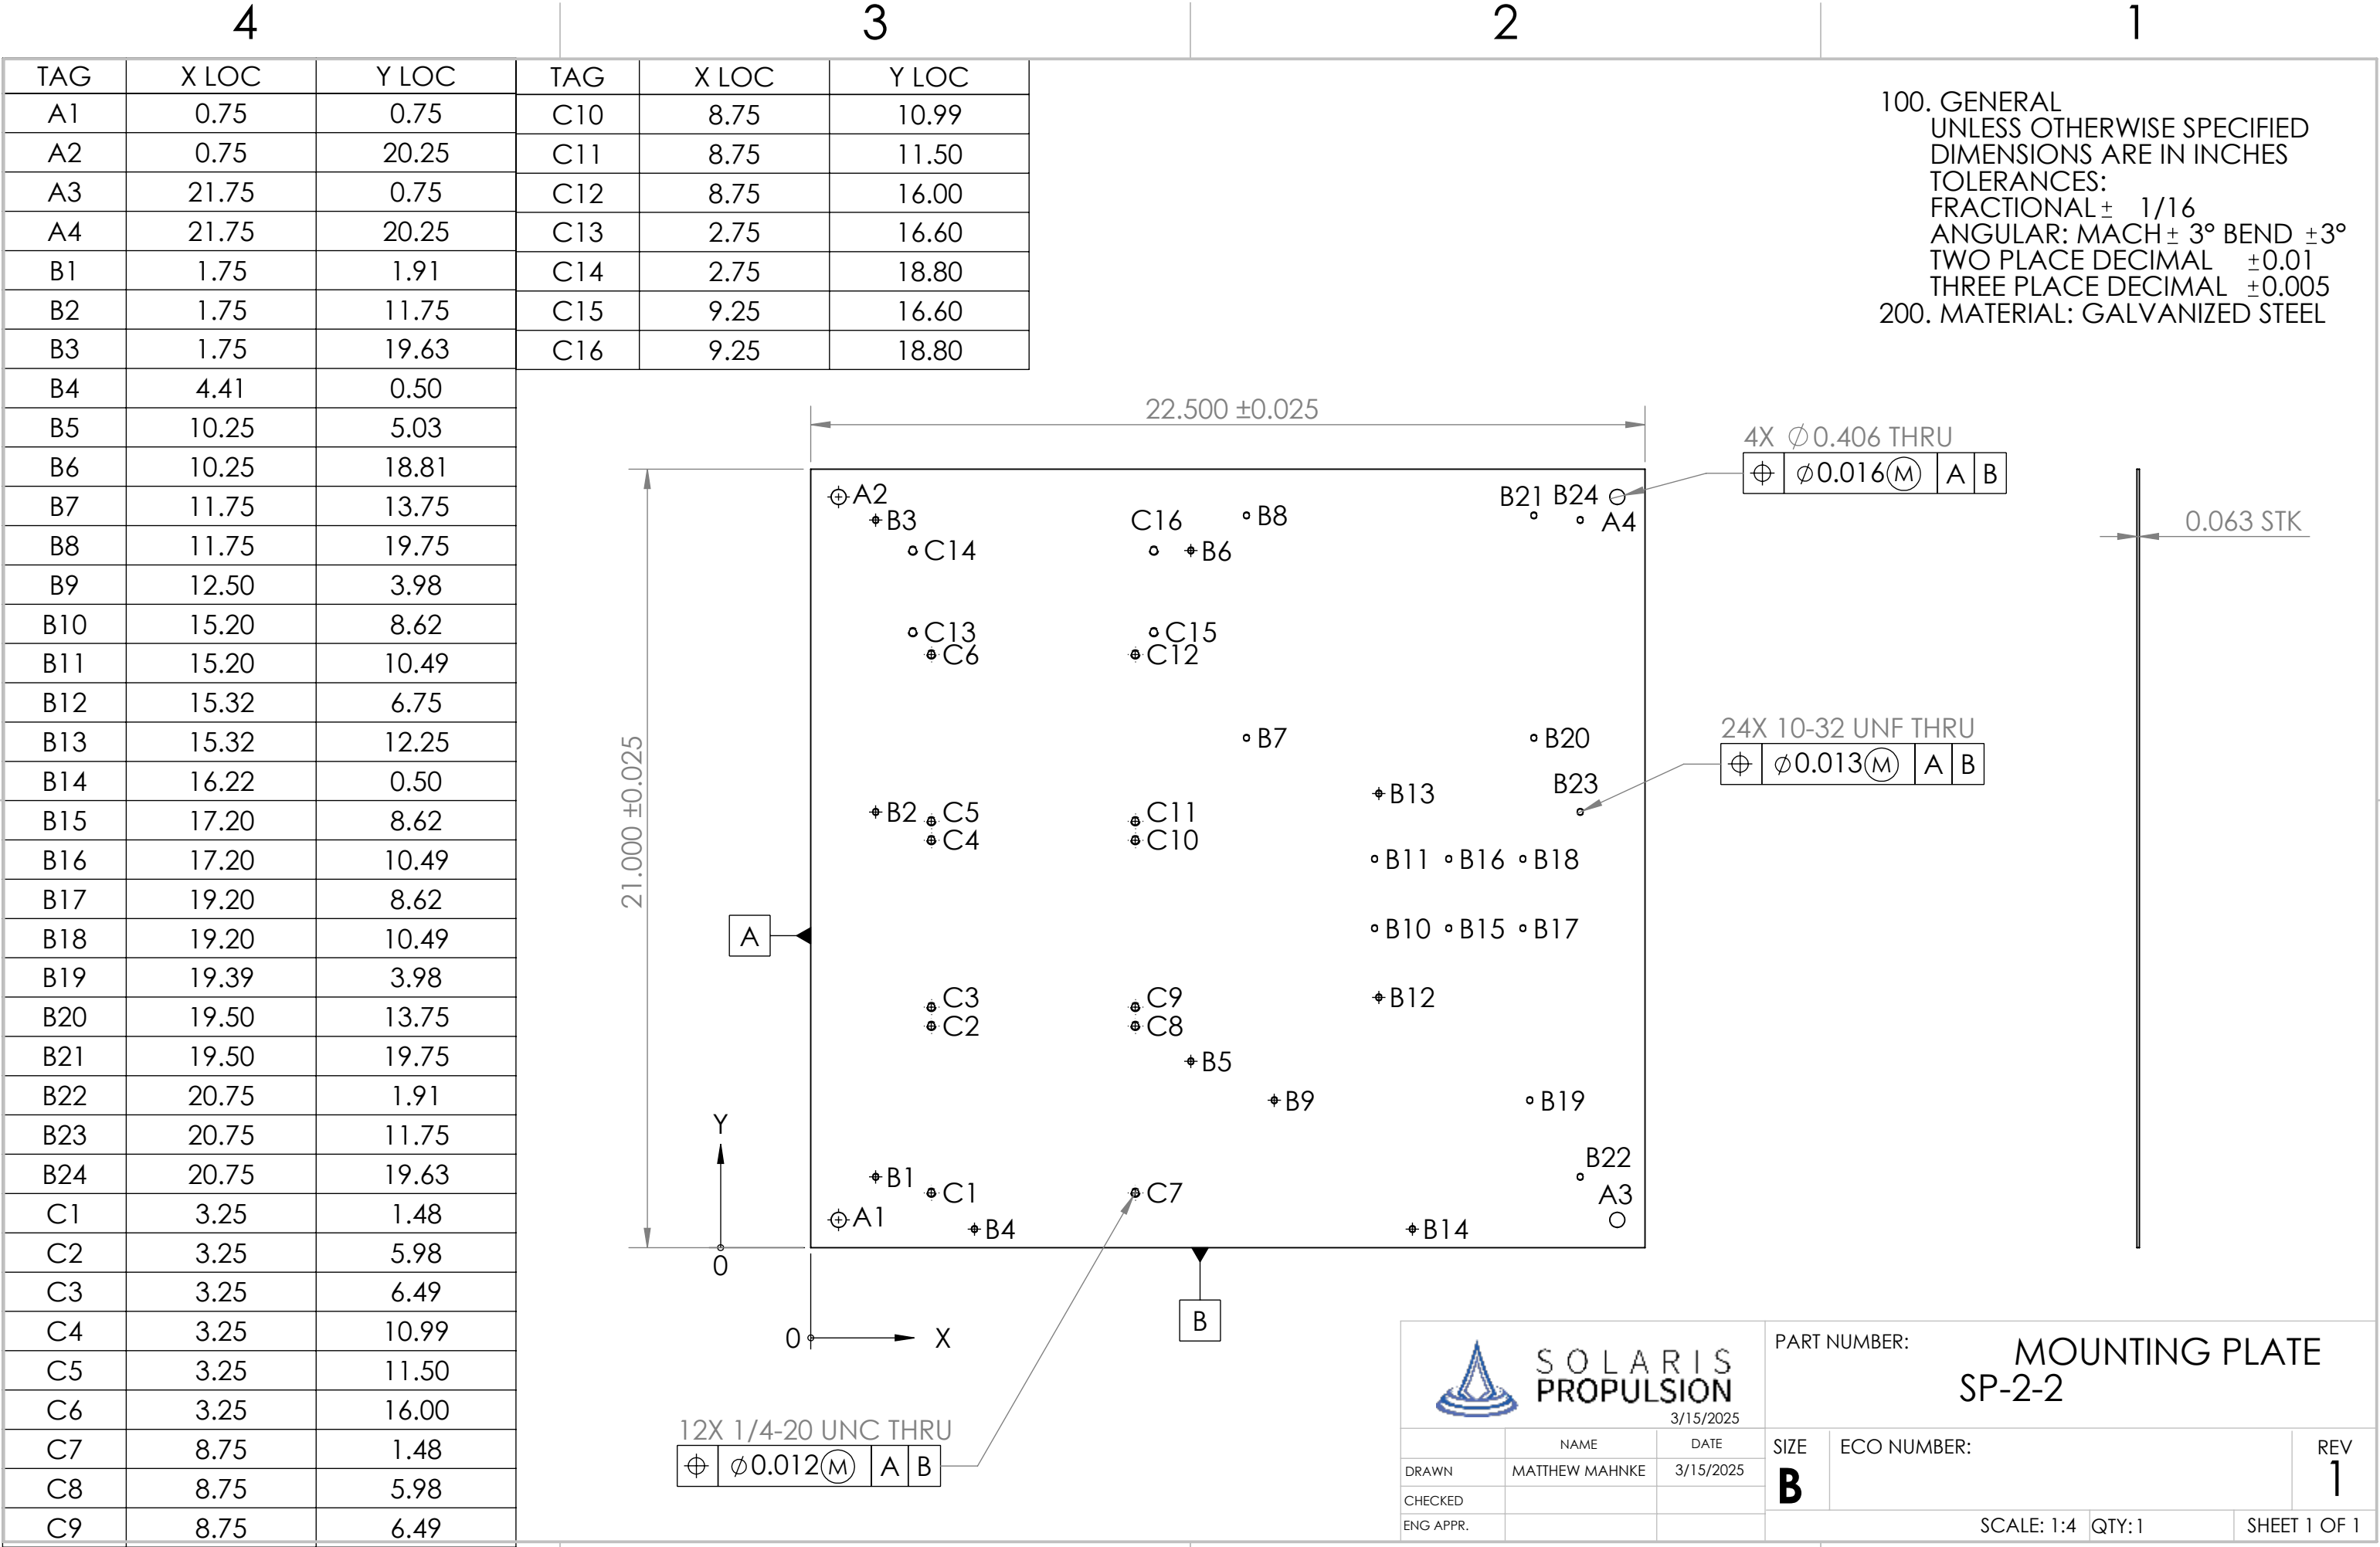 4 3 2 1
TAG X LOC Y LOC
A1 0.75 0.75
A2 0.75 20.25
A3 21.75 0.75
A4 21.75 20.25
B1 1.75 1.91
B2 1.75 11.75
B3 1.75 19.63
B4 4.41 0.50
B5 10.25 5.03
B6 10.25 18.81
B7 11.75 13.75
B8 11.75 19.75
B9 12.50 3.98
B10 15.20 8.62
B11 15.20 10.49
B12 15.32 6.75
B13 15.32 12.25
B14 16.22 0.50
B15 17.20 8.62
B16 17.20 10.49
B17 19.20 8.62
B18 19.20 10.49
B19 19.39 3.98
B20 19.50 13.75
B21 19.50 19.75
B22 20.75 1.91
B23 20.75 11.75
B24 20.75 19.63
C1 3.25 1.48
C2 3.25 5.98
C3 3.25 6.49
C4 3.25 10.99
C5 3.25 11.50
C6 3.25 16.00
C7 8.75 1.48
C8 8.75 5.98
C9 8.75 6.49
TAG X LOC Y LOC
C10 8.75 10.99
C11 8.75 11.50
C12 8.75 16.00
C13 2.75 16.60
C14 2.75 18.80
C15 9.25 16.60
C16 9.25 18.80
100. GENERAL
UNLESS OTHERWISE SPECIFIED
DIMENSIONS ARE IN INCHES
TOLERANCES:
FRACTIONAL ± 1/16
ANGULAR: MACH ± 3° BEND ±3°
TWO PLACE DECIMAL ±0.01
THREE PLACE DECIMAL ±0.005
200. MATERIAL: GALVANIZED STEEL
22.500 ±0.025
21.000 ±0.025
4X ⌀0.406 THRU
⌖ ⌀0.016Ⓜ A B
0.063 STK
24X 10-32 UNF THRU
⌖ ⌀0.013Ⓜ A B
A2
B3
C14
C16
B6
B8
B21 B24
A4
C13
C6
C15
C12
B7
B20
B23
B13
B2
C5
C4
C11
C10
B11 B16 B18
B10 B15 B17
A
C3
C2
C9
C8
B12
B5
B9
B19
Y
B1
C1
C7
B22
A3
A1
B4
B14
0
B
0
X
12X 1/4-20 UNC THRU
⌖ ⌀0.012Ⓜ A B
SOLARIS
PROPULSION
3/15/2025
PART NUMBER:
MOUNTING PLATE
SP-2-2
NAME DATE
DRAWN MATTHEW MAHNKE 3/15/2025
CHECKED
ENG APPR.
SIZE
B
ECO NUMBER:
REV
1
SCALE: 1:4 QTY:1 SHEET 1 OF 1